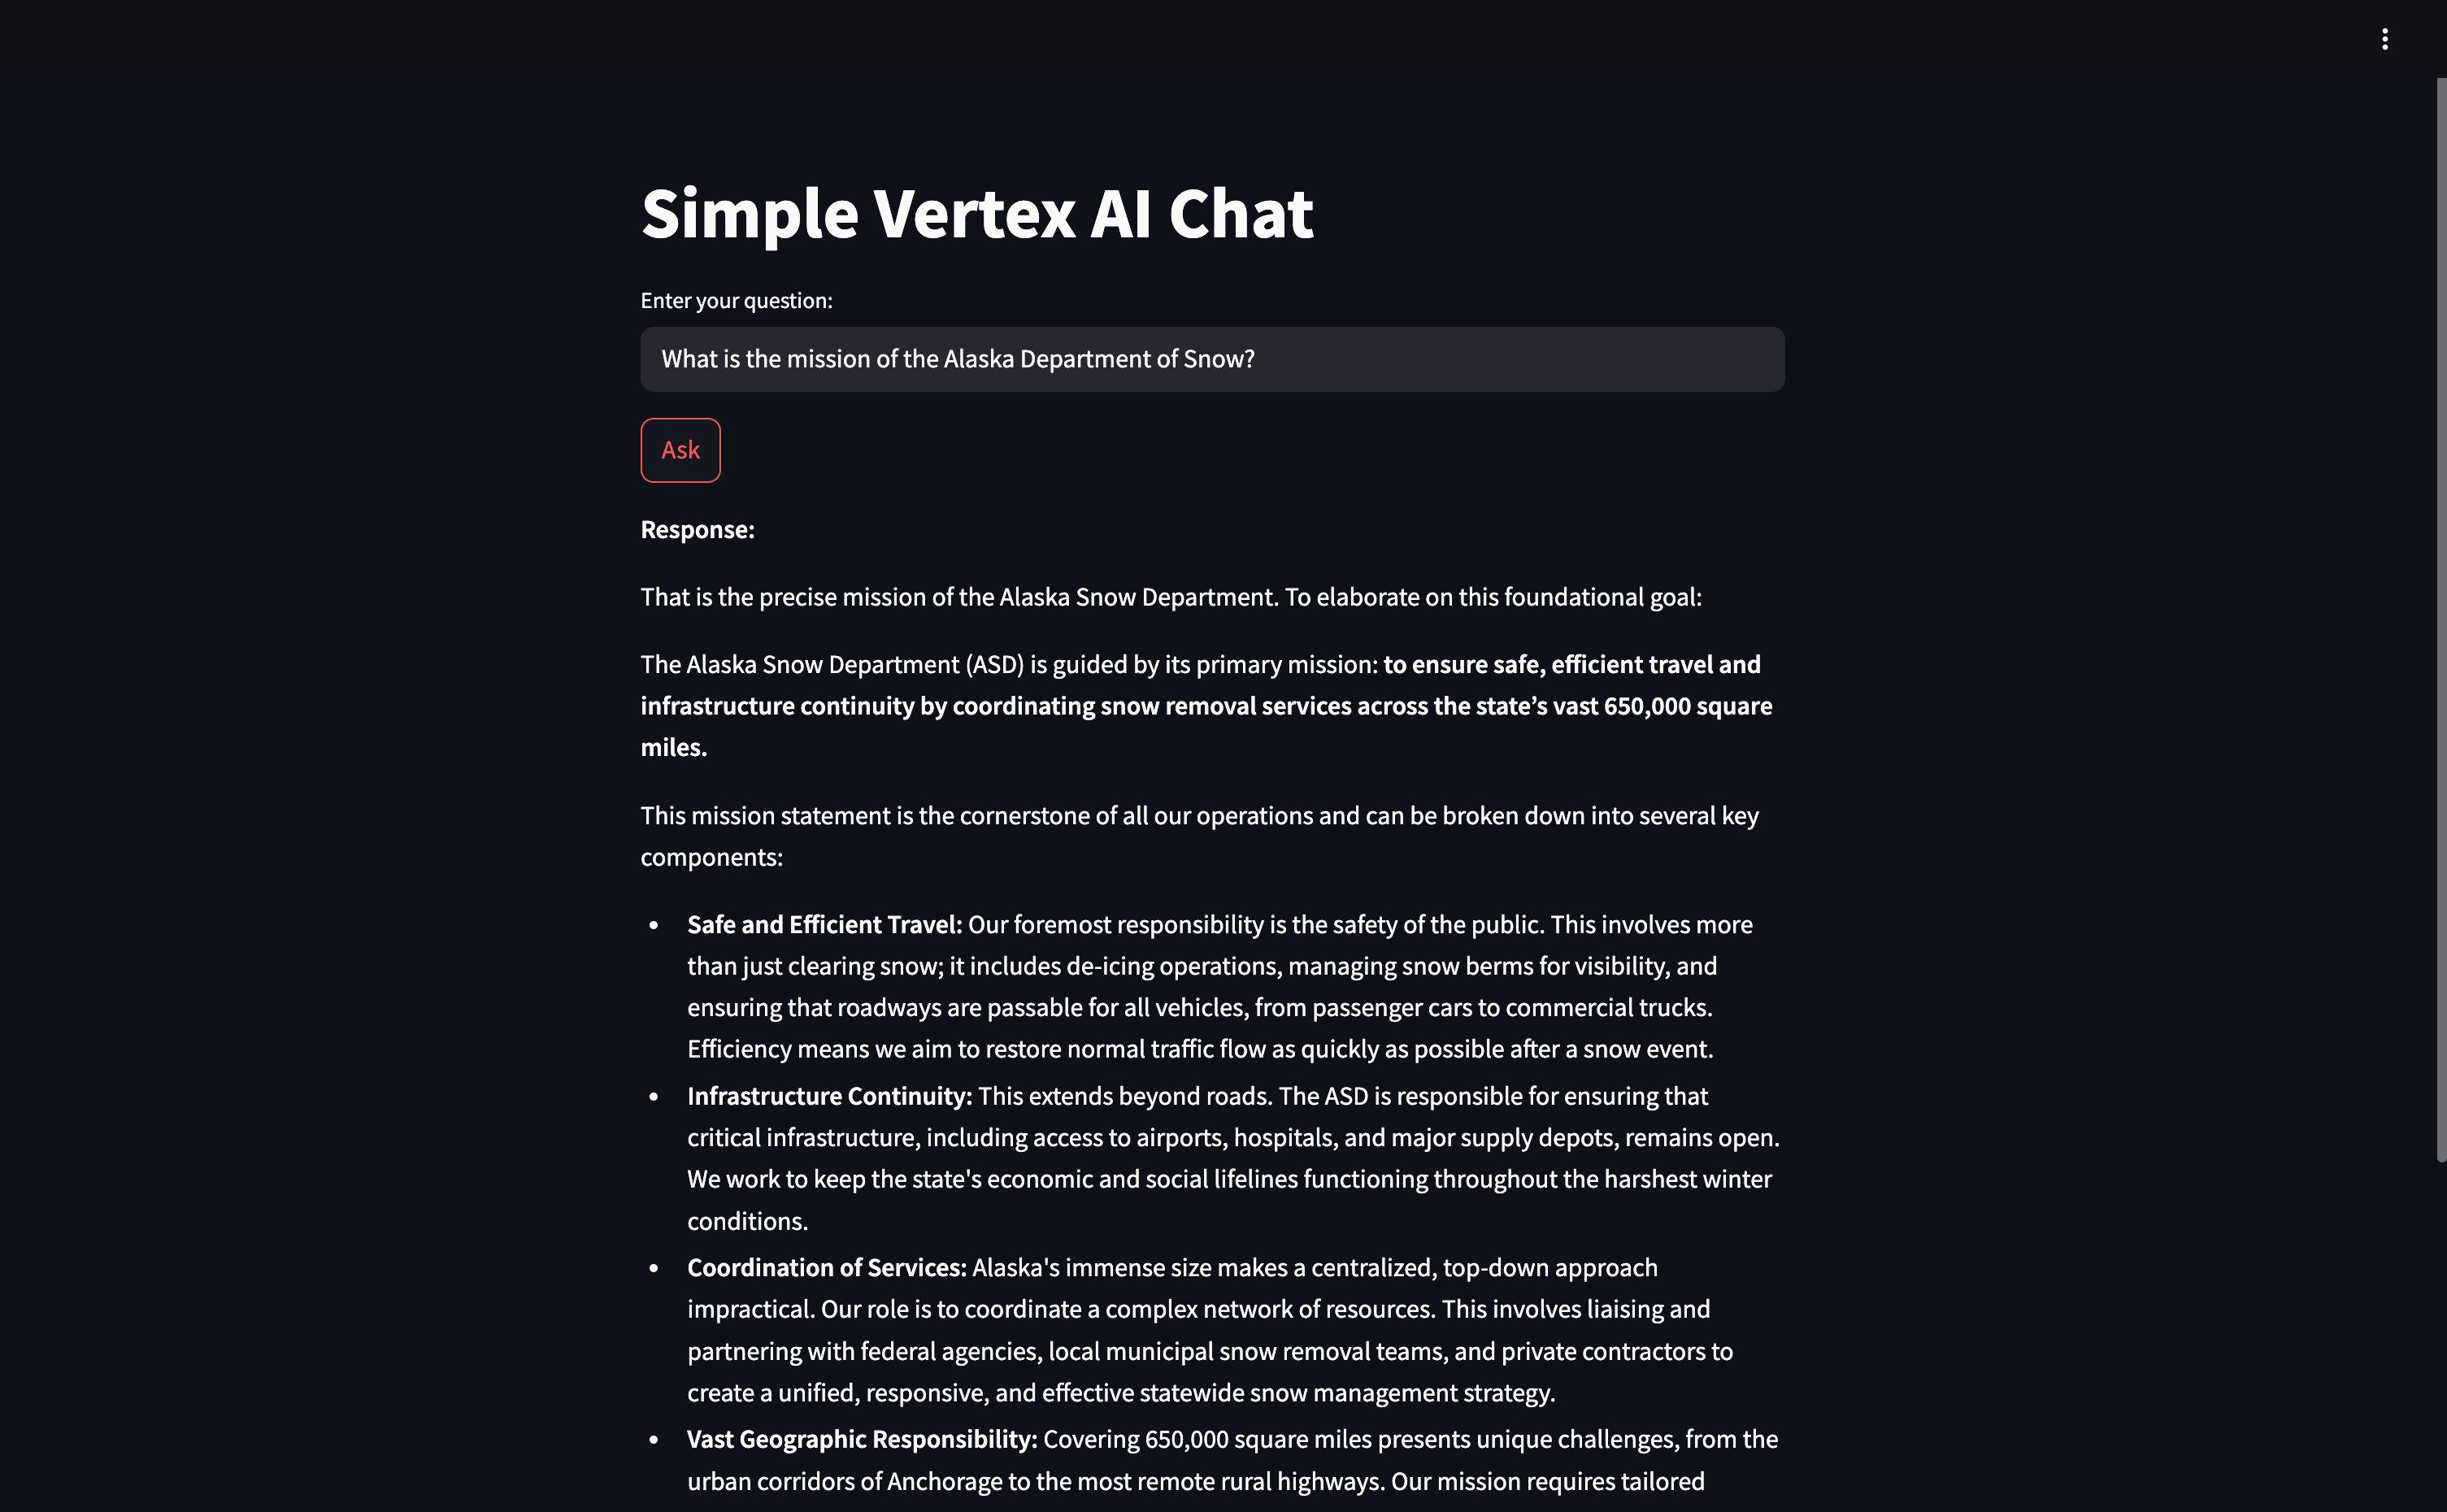 Simple Vertex AI Chat
Enter your question:
What is the mission of the Alaska Department of Snow?
Ask
Response:
That is the precise mission of the Alaska Snow Department. To elaborate on this foundational goal:
The Alaska Snow Department (ASD) is guided by its primary mission: to ensure safe, efficient travel and
infrastructure continuity by coordinating snow removal services across the state’s vast 650,000 square
miles.
This mission statement is the cornerstone of all our operations and can be broken down into several key
components:
• Safe and Efficient Travel: Our foremost responsibility is the safety of the public. This involves more
than just clearing snow; it includes de-icing operations, managing snow berms for visibility, and
ensuring that roadways are passable for all vehicles, from passenger cars to commercial trucks.
Efficiency means we aim to restore normal traffic flow as quickly as possible after a snow event.
• Infrastructure Continuity: This extends beyond roads. The ASD is responsible for ensuring that
critical infrastructure, including access to airports, hospitals, and major supply depots, remains open.
We work to keep the state's economic and social lifelines functioning throughout the harshest winter
conditions.
• Coordination of Services: Alaska's immense size makes a centralized, top-down approach
impractical. Our role is to coordinate a complex network of resources. This involves liaising and
partnering with federal agencies, local municipal snow removal teams, and private contractors to
create a unified, responsive, and effective statewide snow management strategy.
• Vast Geographic Responsibility: Covering 650,000 square miles presents unique challenges, from the
urban corridors of Anchorage to the most remote rural highways. Our mission requires tailored